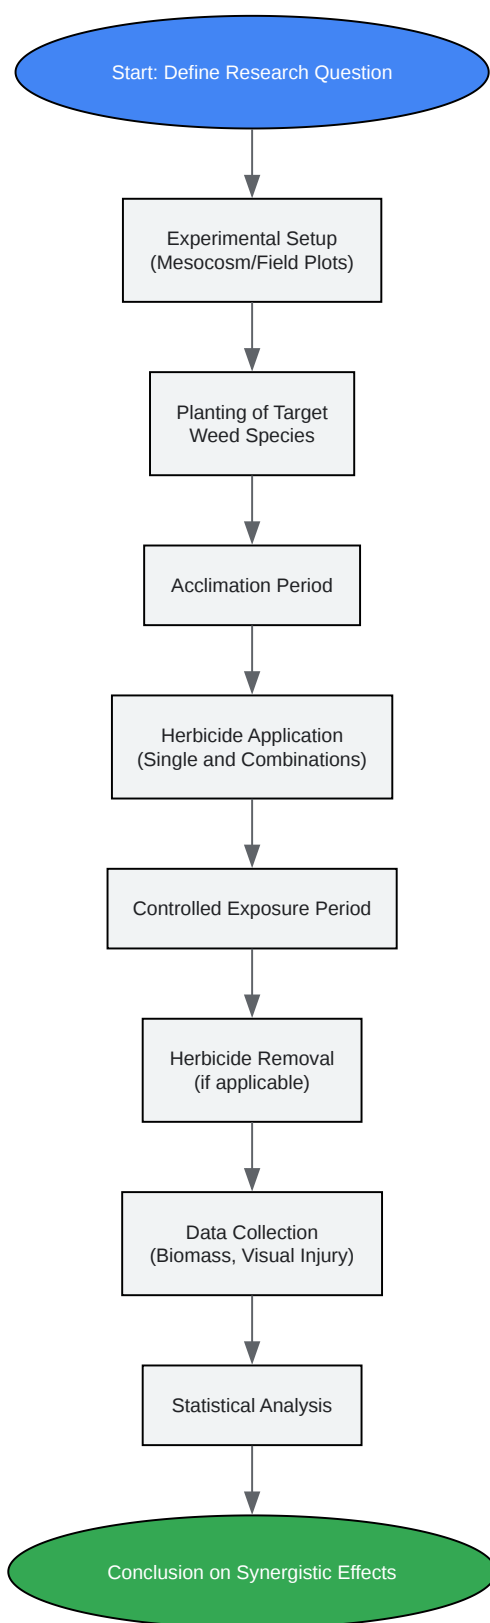 Start: Define Research Question
Experimental Setup
(Mesocosm/Field Plots)
Planting of Target
Weed Species
Acclimation Period
Herbicide Application
(Single and Combinations)
Controlled Exposure Period
Herbicide Removal
(if applicable)
Data Collection
(Biomass, Visual Injury)
Statistical Analysis
Conclusion on Synergistic Effects